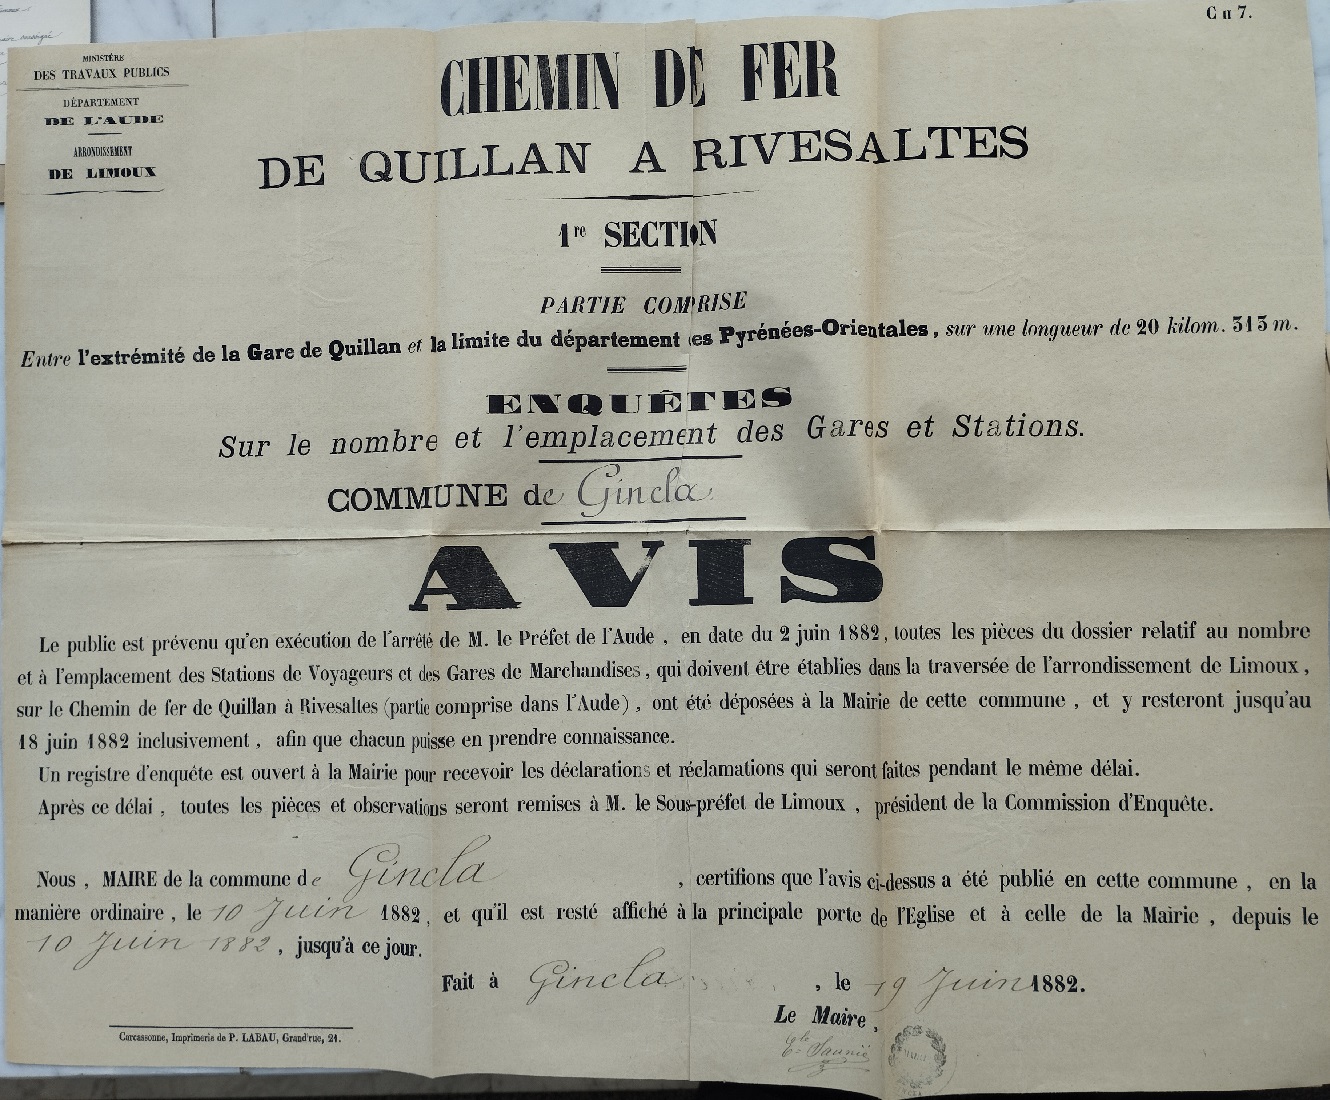 C n 7.
MINISTÈRE
DES TRAVAUX PUBLICS
DÉPARTEMENT
DE L'AUDE
ARRONDISSEMENT
DE LIMOUX
CHEMIN DE FER
DE QUILLAN A RIVESALTES
1re SECTION
PARTIE COMPRISE
Entre l'extrémité de la Gare de Quillan et la limite du département es Pyrénées-Orientales, sur une longueur de 20 kilom. 313 m.
ENQUÊTES
Sur le nombre et l'emplacement des Gares et Stations.
COMMUNE de Gincla
AVIS
Le public est prévenu qu'en exécution de l'arrêté de M. le Préfet de l'Aude, en date du 2 juin 1882, toutes les pièces du dossier relatif au nombre
et à l'emplacement des Stations de Voyageurs et des Gares de Marchandises, qui doivent être établies dans la traversée de l'arrondissement de Limoux,
sur le Chemin de fer de Quillan à Rivesaltes (partie comprise dans l'Aude), ont été déposées à la Mairie de cette commune, et y resteront jusqu'au
18 juin 1882 inclusivement, afin que chacun puisse en prendre connaissance.
Un registre d'enquête est ouvert à la Mairie pour recevoir les déclarations et réclamations qui seront faites pendant le même délai.
Après ce délai, toutes les pièces et observations seront remises à M. le Sous-préfet de Limoux, président de la Commission d'Enquête.
Nous, MAIRE de la commune de Gincla, certifions que l'avis ci-dessus a été publié en cette commune, en la
manière ordinaire, le 10 Juin 1882, et qu'il est resté affiché à la principale porte de l'Eglise et à celle de la Mairie, depuis le
10 Juin 1882, jusqu'à ce jour.
Fait à Gincla, le 19 Juin 1882.
Le Maire,
Carcassonne, Imprimerie de P. LABAU, Grand'rue, 21.